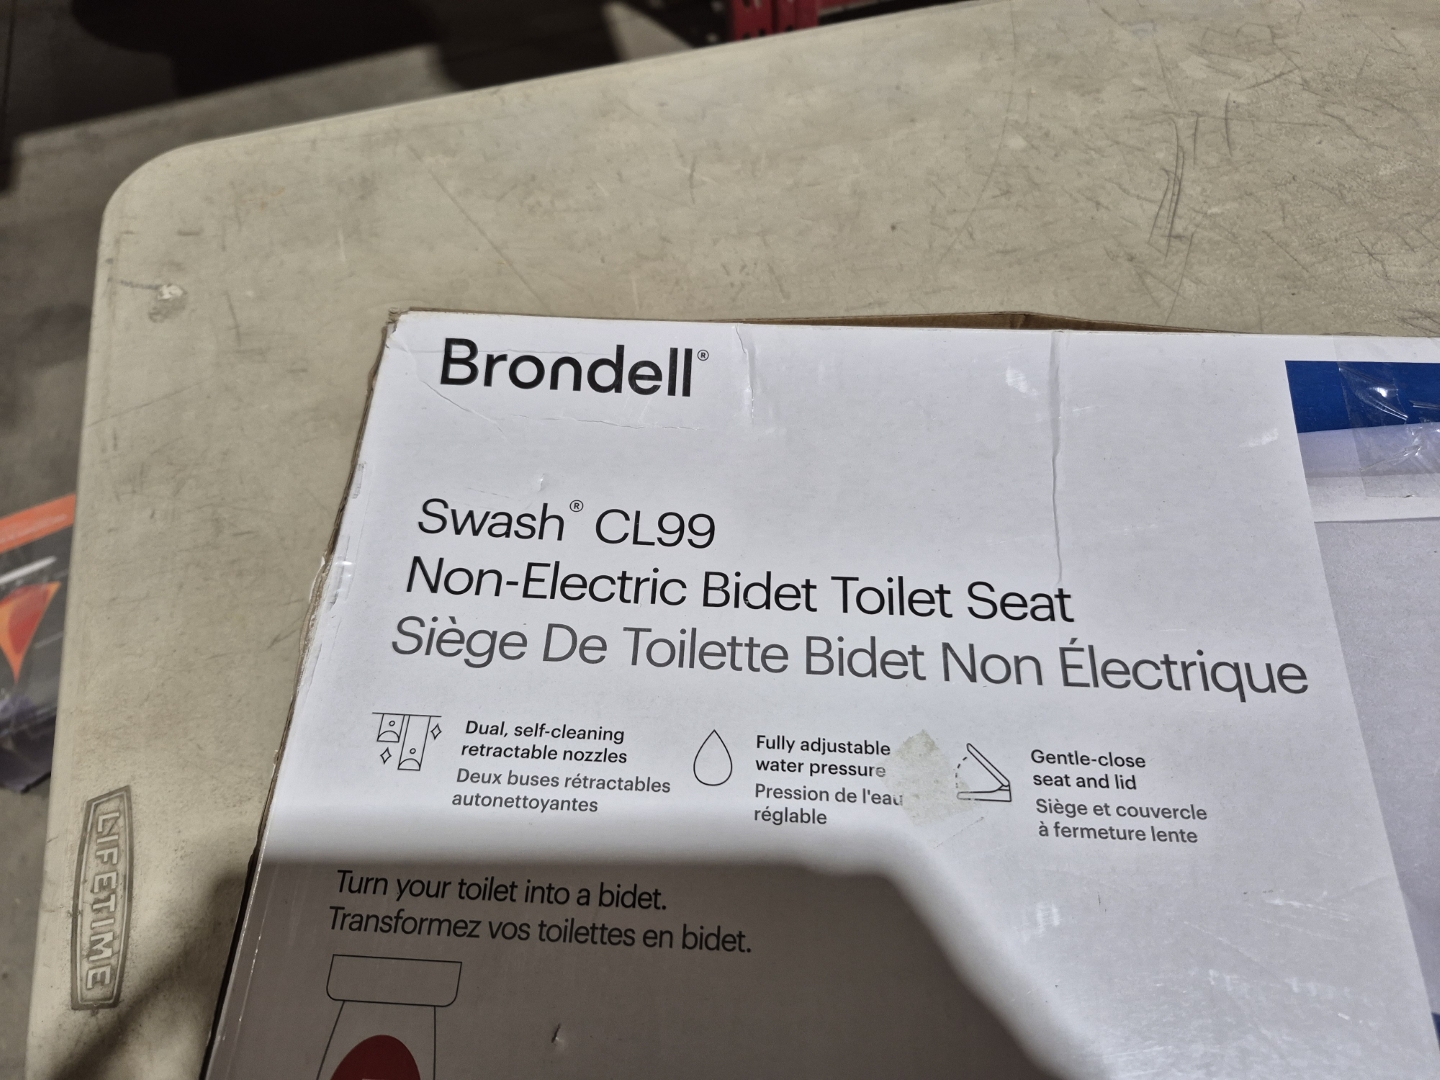 Brondell®
Swash® CL99
Non-Electric Bidet Toilet Seat
Siège De Toilette Bidet Non Électrique
Dual, self-cleaning
retractable nozzles
Deux buses rétractables
autonettoyantes
Fully adjustable
water pressure
Pression de l'eau
réglable
Gentle-close
seat and lid
Siège et couvercle
à fermeture lente
Turn your toilet into a bidet.
Transformez vos toilettes en bidet.
LIFETIME